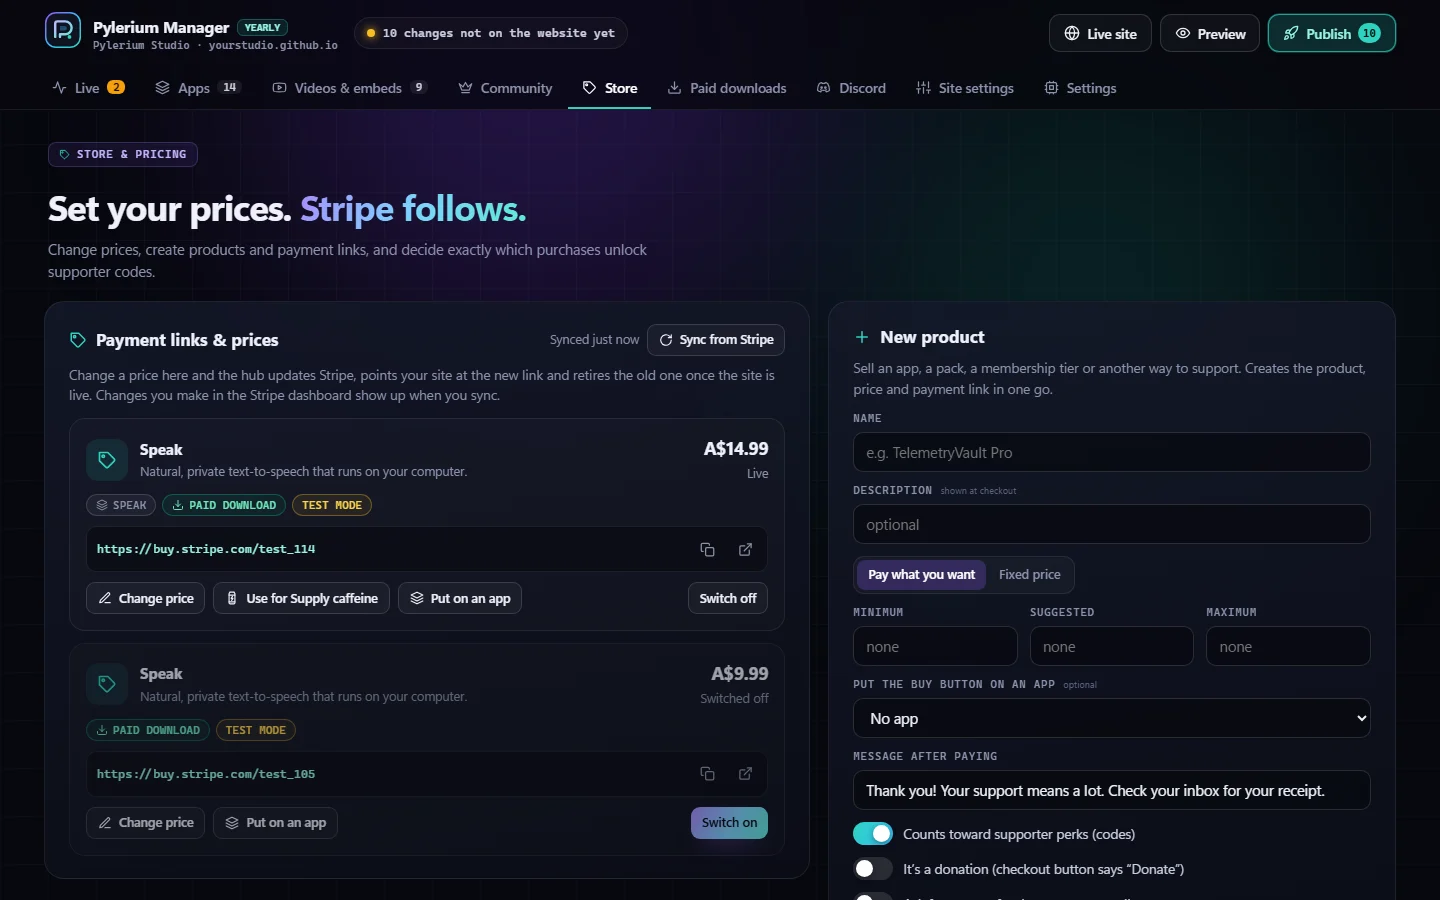 Pylerium Manager YEARLY
Pylerium Studio · yourstudio.github.io
10 changes not on the website yet
Live site
Preview
Publish 10
Live 2
Apps 14
Videos & embeds 9
Community
Store
Paid downloads
Discord
Site settings
Settings
STORE & PRICING
Set your prices. Stripe follows.
Change prices, create products and payment links, and decide exactly which purchases unlock
supporter codes.
Payment links & prices
Synced just now
Sync from Stripe
Change a price here and the hub updates Stripe, points your site at the new link and retires the old one once the site is
live. Changes you make in the Stripe dashboard show up when you sync.
Speak
A$14.99
Natural, private text-to-speech that runs on your computer.
Live
SPEAK
PAID DOWNLOAD
TEST MODE
https://buy.stripe.com/test_114
Change price
Use for Supply caffeine
Put on an app
Switch off
Speak
A$9.99
Natural, private text-to-speech that runs on your computer.
Switched off
PAID DOWNLOAD
TEST MODE
https://buy.stripe.com/test_105
Change price
Put on an app
Switch on
New product
Sell an app, a pack, a membership tier or another way to support. Creates the product,
price and payment link in one go.
NAME
e.g. TelemetryVault Pro
DESCRIPTION shown at checkout
optional
Pay what you want
Fixed price
MINIMUM
SUGGESTED
MAXIMUM
none
none
none
PUT THE BUY BUTTON ON AN APP optional
No app
MESSAGE AFTER PAYING
Thank you! Your support means a lot. Check your inbox for your receipt.
Counts toward supporter perks (codes)
It's a donation (checkout button says “Donate”)